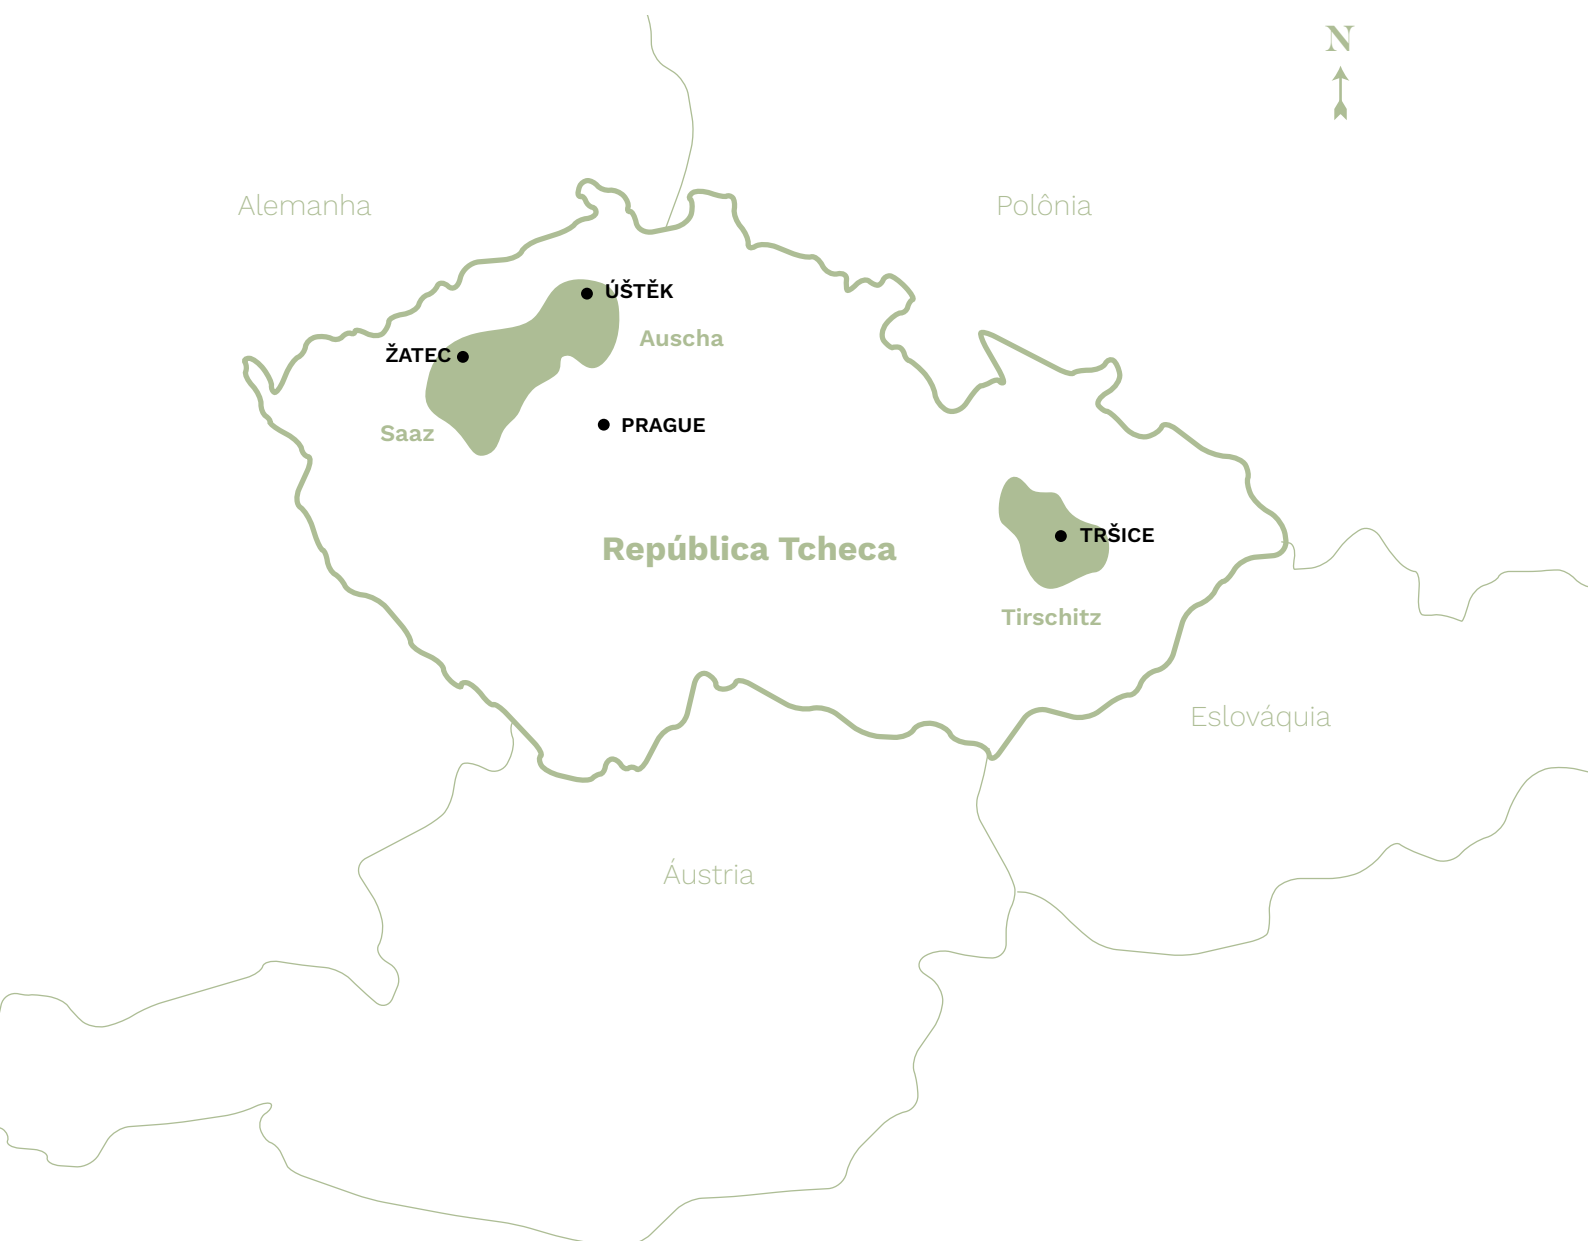 N
Alemanha
Polônia
ÚŠTĚK
Auscha
ŽATEC
Saaz
PRAGUE
República Tcheca
TRŠICE
Tirschitz
Eslováquia
Áustria